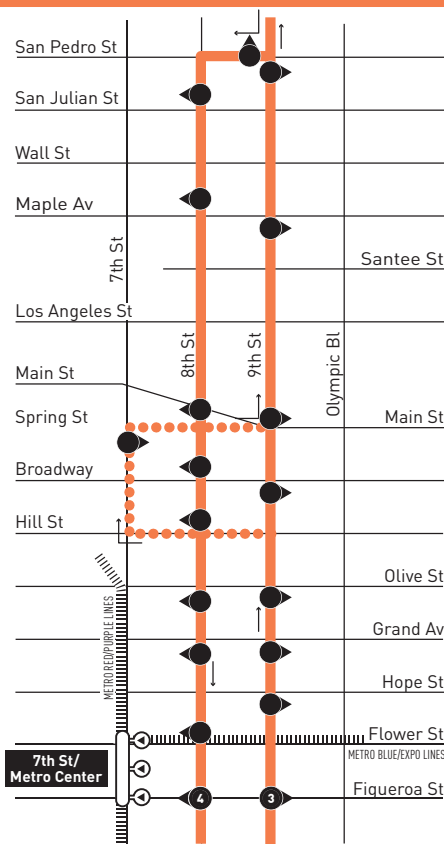 San Pedro St
San Julian St
Wall St
Maple Av
7th St
Santee St
Los Angeles St
8th St
9th St
Olympic Bl
Main St
Spring St
Main St
Broadway
Hill St
Olive St
METRO RED/PURPLE LINES
Grand Av
Hope St
Flower St
METRO BLUE/EXPO LINES
7th St/
Metro Center
4
3
Figueroa St